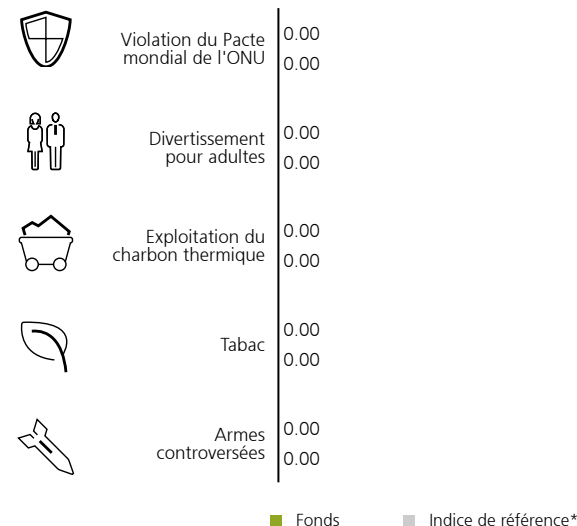 Violation du Pacte
mondial de l'ONU
0.00
0.00
Divertissement
pour adultes
0.00
0.00
Exploitation du
charbon thermique
0.00
0.00
Tabac
0.00
0.00
Armes
controversées
0.00
0.00
Fonds
Indice de référence*